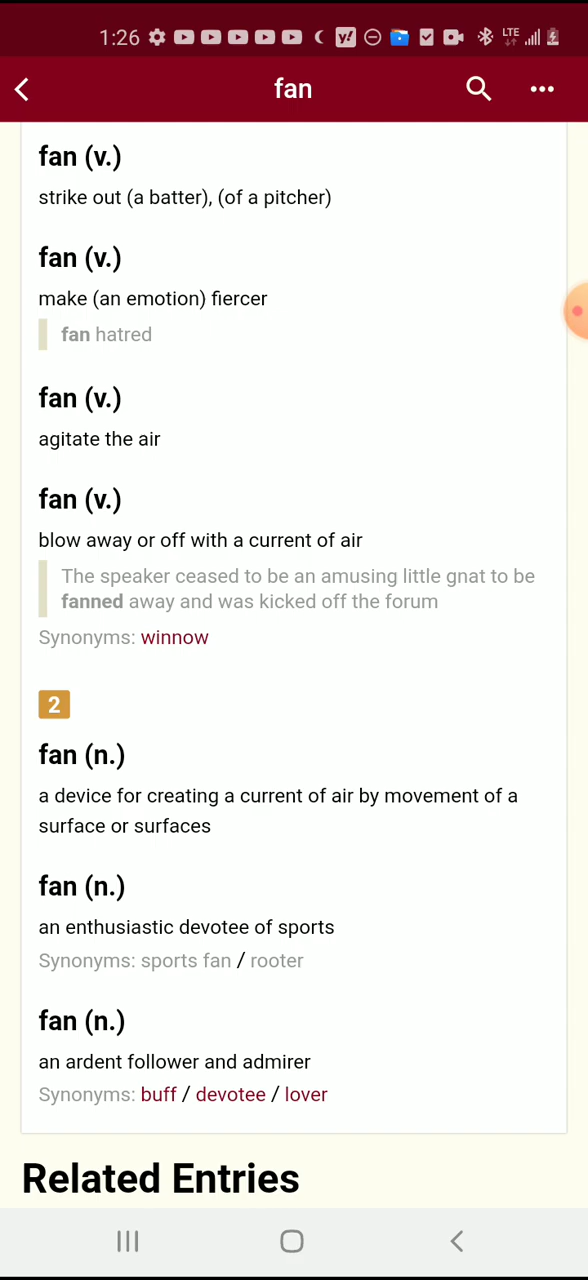 1:26 y! LTE
fan
fan (v.)
strike out (a batter), (of a pitcher)
fan (v.)
make (an emotion) fiercer
fan hatred
fan (v.)
agitate the air
fan (v.)
blow away or off with a current of air
The speaker ceased to be an amusing little gnat to be
fanned away and was kicked off the forum
Synonyms: winnow
2
fan (n.)
a device for creating a current of air by movement of a
surface or surfaces
fan (n.)
an enthusiastic devotee of sports
Synonyms: sports fan / rooter
fan (n.)
an ardent follower and admirer
Synonyms: buff / devotee / lover
Related Entries